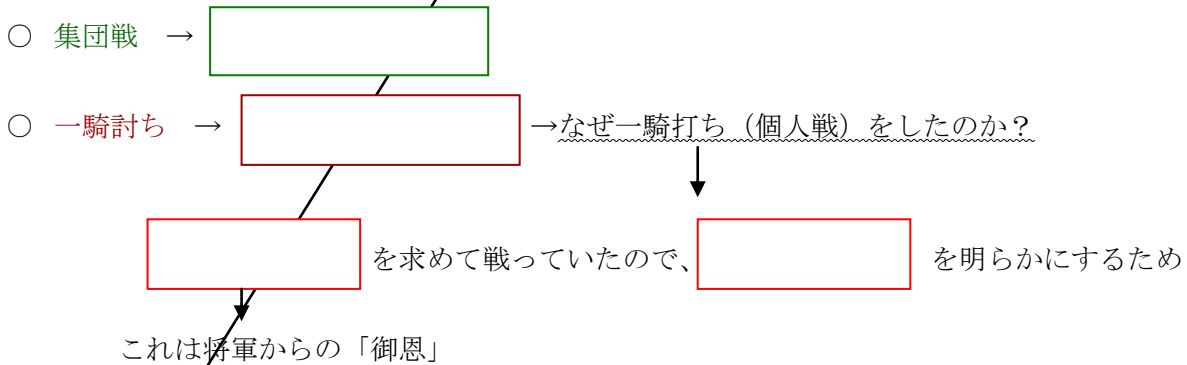 ○ 集団戦 →
○ 一騎討ち → →なぜ一騎打ち（個人戦）をしたのか？
を求めて戦っていたので、 を明らかにするため
これは将軍からの「御恩」